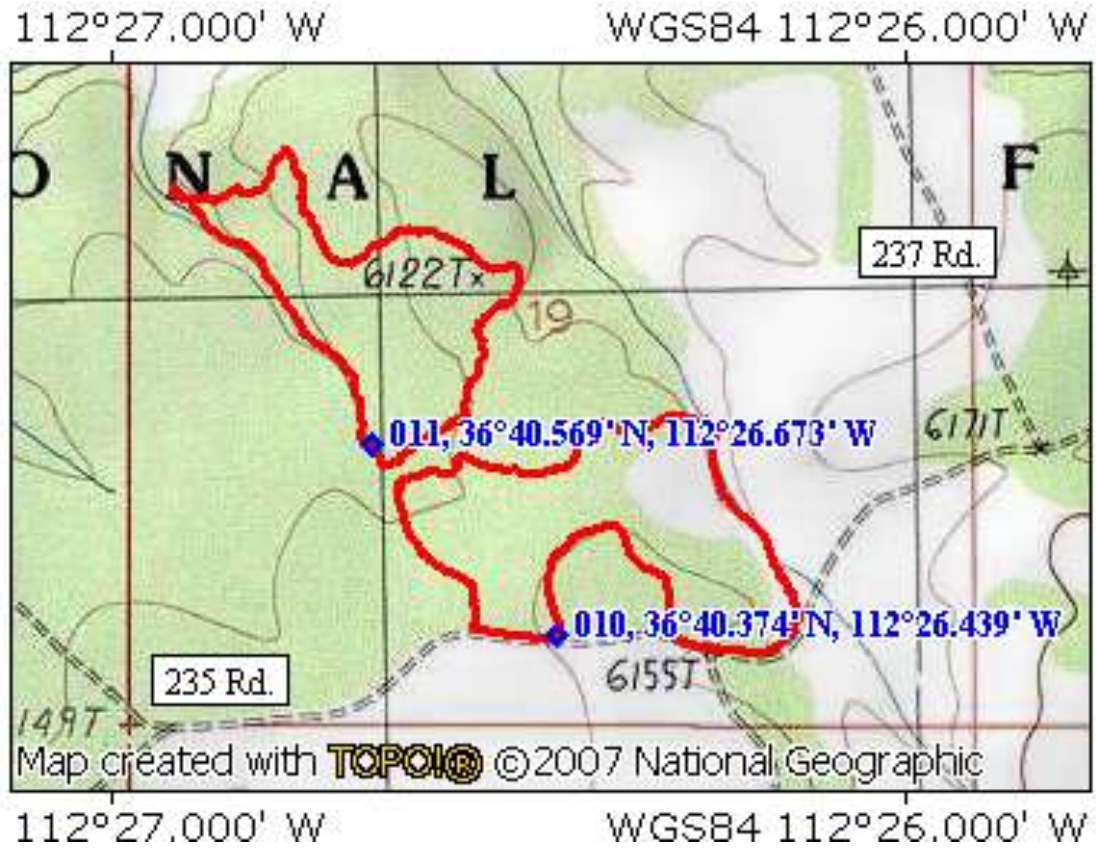 112°27.000' W WGS84 112°26.000' W
O N A L F
237 Rd.
6122Tx
19
6171T
011, 36°40.569' N, 112°26.673' W
010, 36°40.374' N, 112°26.439' W
6155T
235 Rd.
149T
Map created with TOPO!® ©2007 National Geographic
112°27.000' W WGS84 112°26.000' W